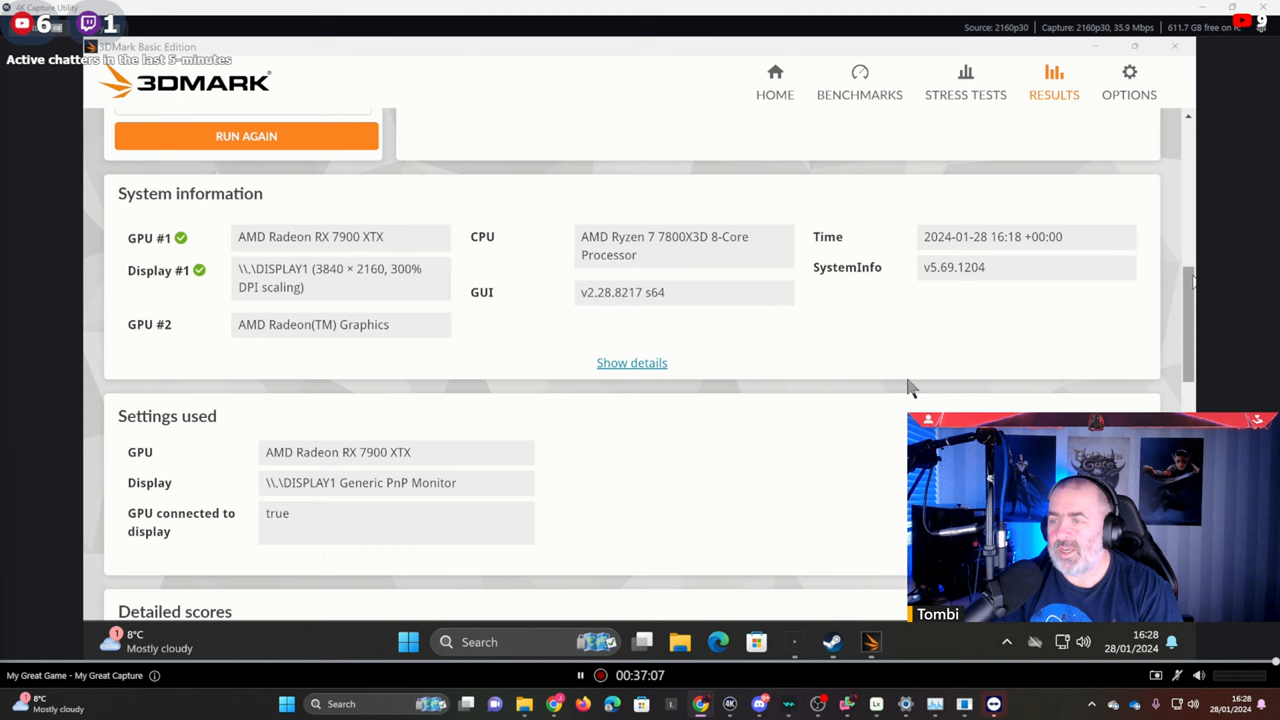 4K Capture Utility
6
1
Source: 2160p30
Capture: 2160p30, 35.9 Mbps
611.7 GB free on
9
3DMark Basic Edition
Active chatters in the last 5-minutes
3DMARK
HOME
BENCHMARKS
STRESS TESTS
RESULTS
OPTIONS
RUN AGAIN
System information
GPU #1
AMD Radeon RX 7900 XTX
Display #1
\\.\DISPLAY1 (3840 × 2160, 300%
DPI scaling)
GPU #2
AMD Radeon(TM) Graphics
CPU
AMD Ryzen 7 7800X3D 8-Core
Processor
GUI
v2.28.8217 s64
Time
2024-01-28 16:18 +00:00
SystemInfo
v5.69.1204
Show details
Settings used
GPU
AMD Radeon RX 7900 XTX
Display
\\.\DISPLAY1 Generic PnP Monitor
GPU connected to
display
true
Detailed scores
Tombi
1
8°C
Mostly cloudy
Search
16:28
28/01/2024
My Great Game - My Great Capture
00:37:07
1
8°C
Mostly cloudy
Search
16:28
28/01/2024